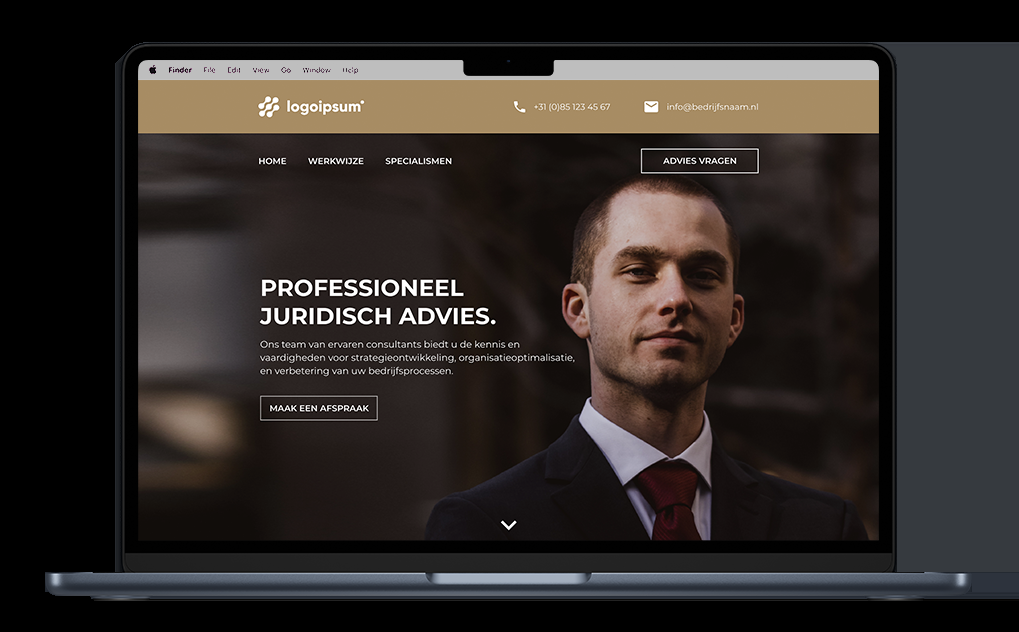 Finder File Edit View Go Window Help
logoipsum +31 (0)85 123 45 67 info@bedrijfsnaam.nl
HOME WERKWIJZE SPECIALISMEN ADVIES VRAGEN
PROFESSIONEEL
JURIDISCH ADVIES.
Ons team van ervaren consultants biedt u de kennis en
vaardigheden voor strategieontwikkeling, organisatieoptimalisatie,
en verbetering van uw bedrijfsprocessen.
MAAK EEN AFSPRAAK